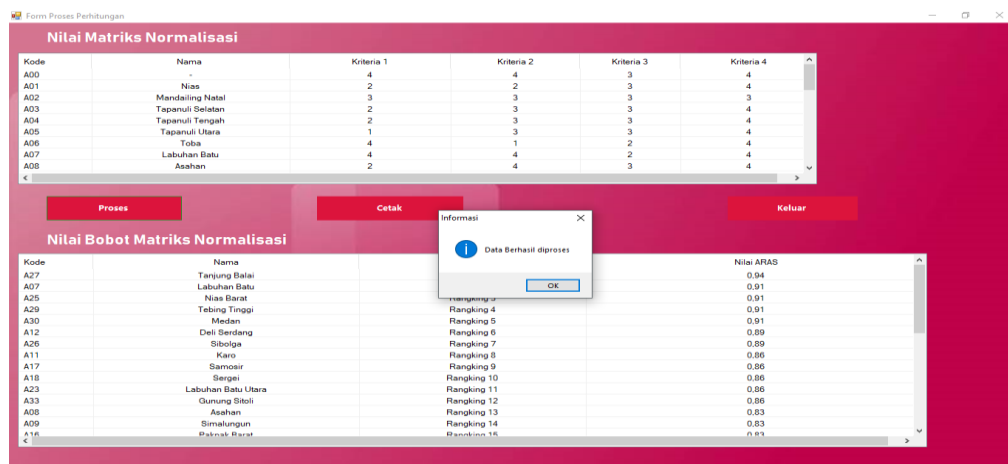 Form Proses Perhitungan
Nilai Matriks Normalisasi
Kode Nama Kriteria 1 Kriteria 2 Kriteria 3 Kriteria 4
A00 - 4 4 3 4
A01 Nias 2 2 3 4
A02 Mandailing Natal 3 3 3 3
A03 Tapanuli Selatan 2 3 3 4
A04 Tapanuli Tengah 2 3 3 4
A05 Tapanuli Utara 1 3 3 4
A06 Toba 4 1 2 4
A07 Labuhan Batu 4 4 2 4
A08 Asahan 2 4 3 4
Proses Cetak Keluar
Informasi
Data Berhasil diproses
OK
Nilai Bobot Matriks Normalisasi
Kode Nama Nilai ARAS
A27 Tanjung Balai 0,94
A07 Labuhan Batu 0,91
A25 Nias Barat Rangking 3 0,91
A29 Tebing Tinggi Rangking 4 0,91
A30 Medan Rangking 5 0,91
A12 Deli Serdang Rangking 6 0,89
A26 Sibolga Rangking 7 0,89
A11 Karo Rangking 8 0,86
A17 Samosir Rangking 9 0,86
A18 Sergei Rangking 10 0,86
A23 Labuhan Batu Utara Rangking 11 0,86
A33 Gunung Sitoli Rangking 12 0,86
A08 Asahan Rangking 13 0,83
A09 Simalungun Rangking 14 0,83
A16 Pakpak Barat Rangking 15 0,83